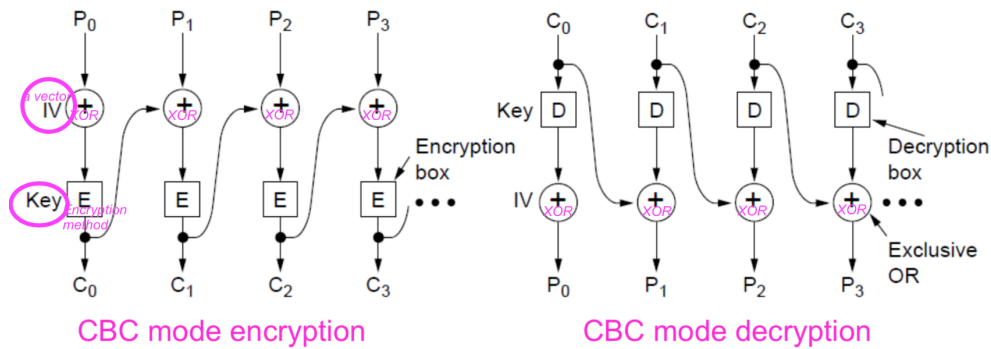 P0 P1 P2 P3
a vector
IV + XOR + XOR + XOR + XOR
Encryption box
Key E E E E
Encryption method
•••
C0 C1 C2 C3
CBC mode encryption
C0 C1 C2 C3
Key D D D D
Decryption box
IV + XOR + XOR + XOR + XOR •••
Exclusive OR
P0 P1 P2 P3
CBC mode decryption